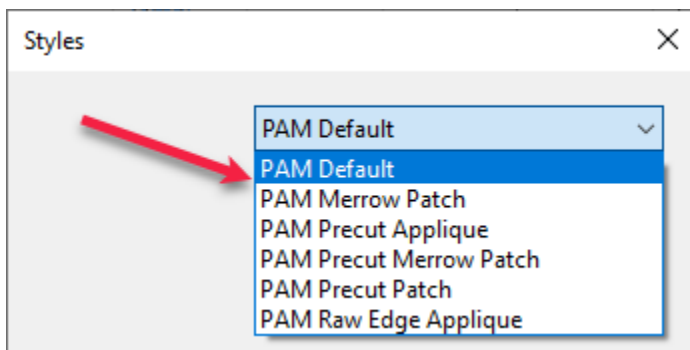 Styles
PAM Default
PAM Default
PAM Merrow Patch
PAM Precut Applique
PAM Precut Merrow Patch
PAM Precut Patch
PAM Raw Edge Applique